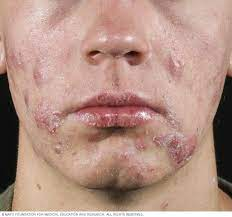 © MAYO FOUNDATION FOR MEDICAL EDUCATION AND RESEARCH. ALL RIGHTS RESERVED.